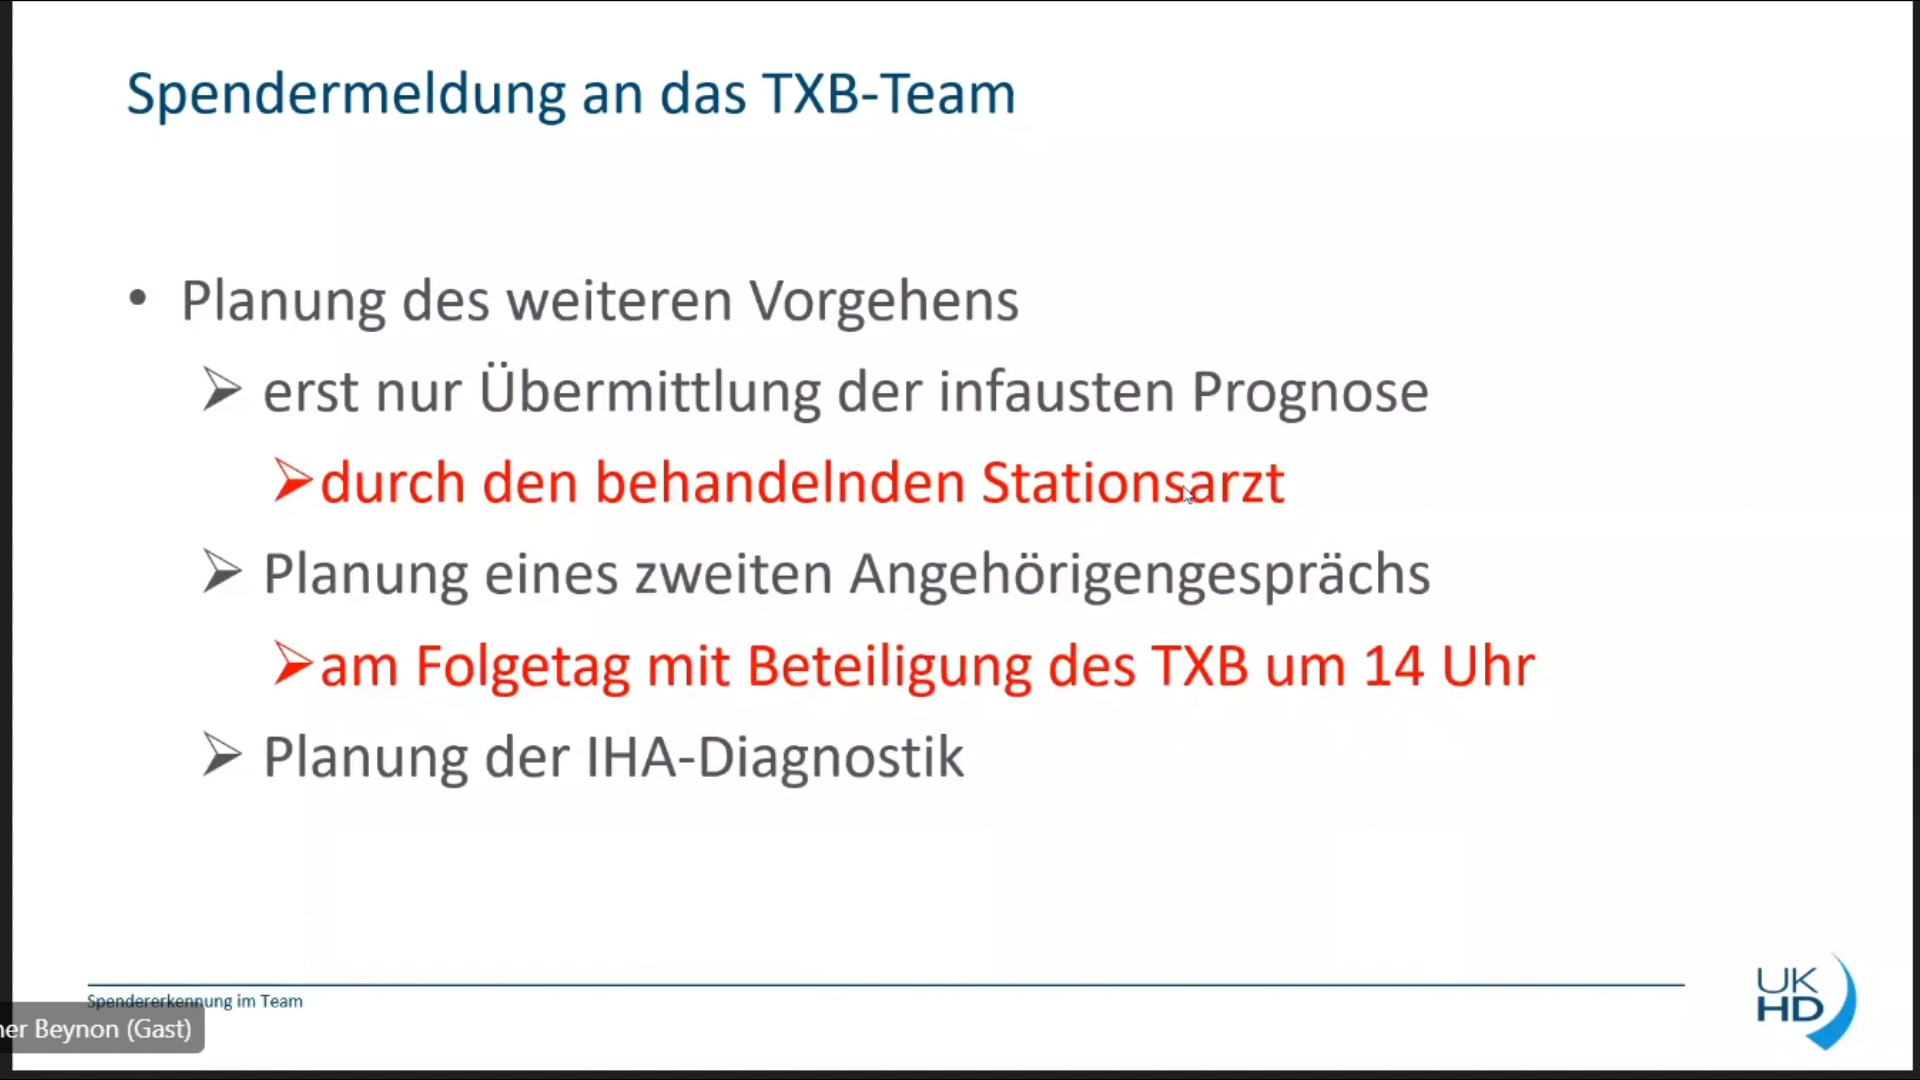 Spendermeldung an das TXB-Team
• Planung des weiteren Vorgehens
➢ erst nur Übermittlung der infausten Prognose
➢durch den behandelnden Stationsarzt
➢ Planung eines zweiten Angehörigengesprächs
➢am Folgetag mit Beteiligung des TXB um 14 Uhr
➢ Planung der IHA-Diagnostik
Spendererkennung im Team
Beynon (Gast)
UK
HD